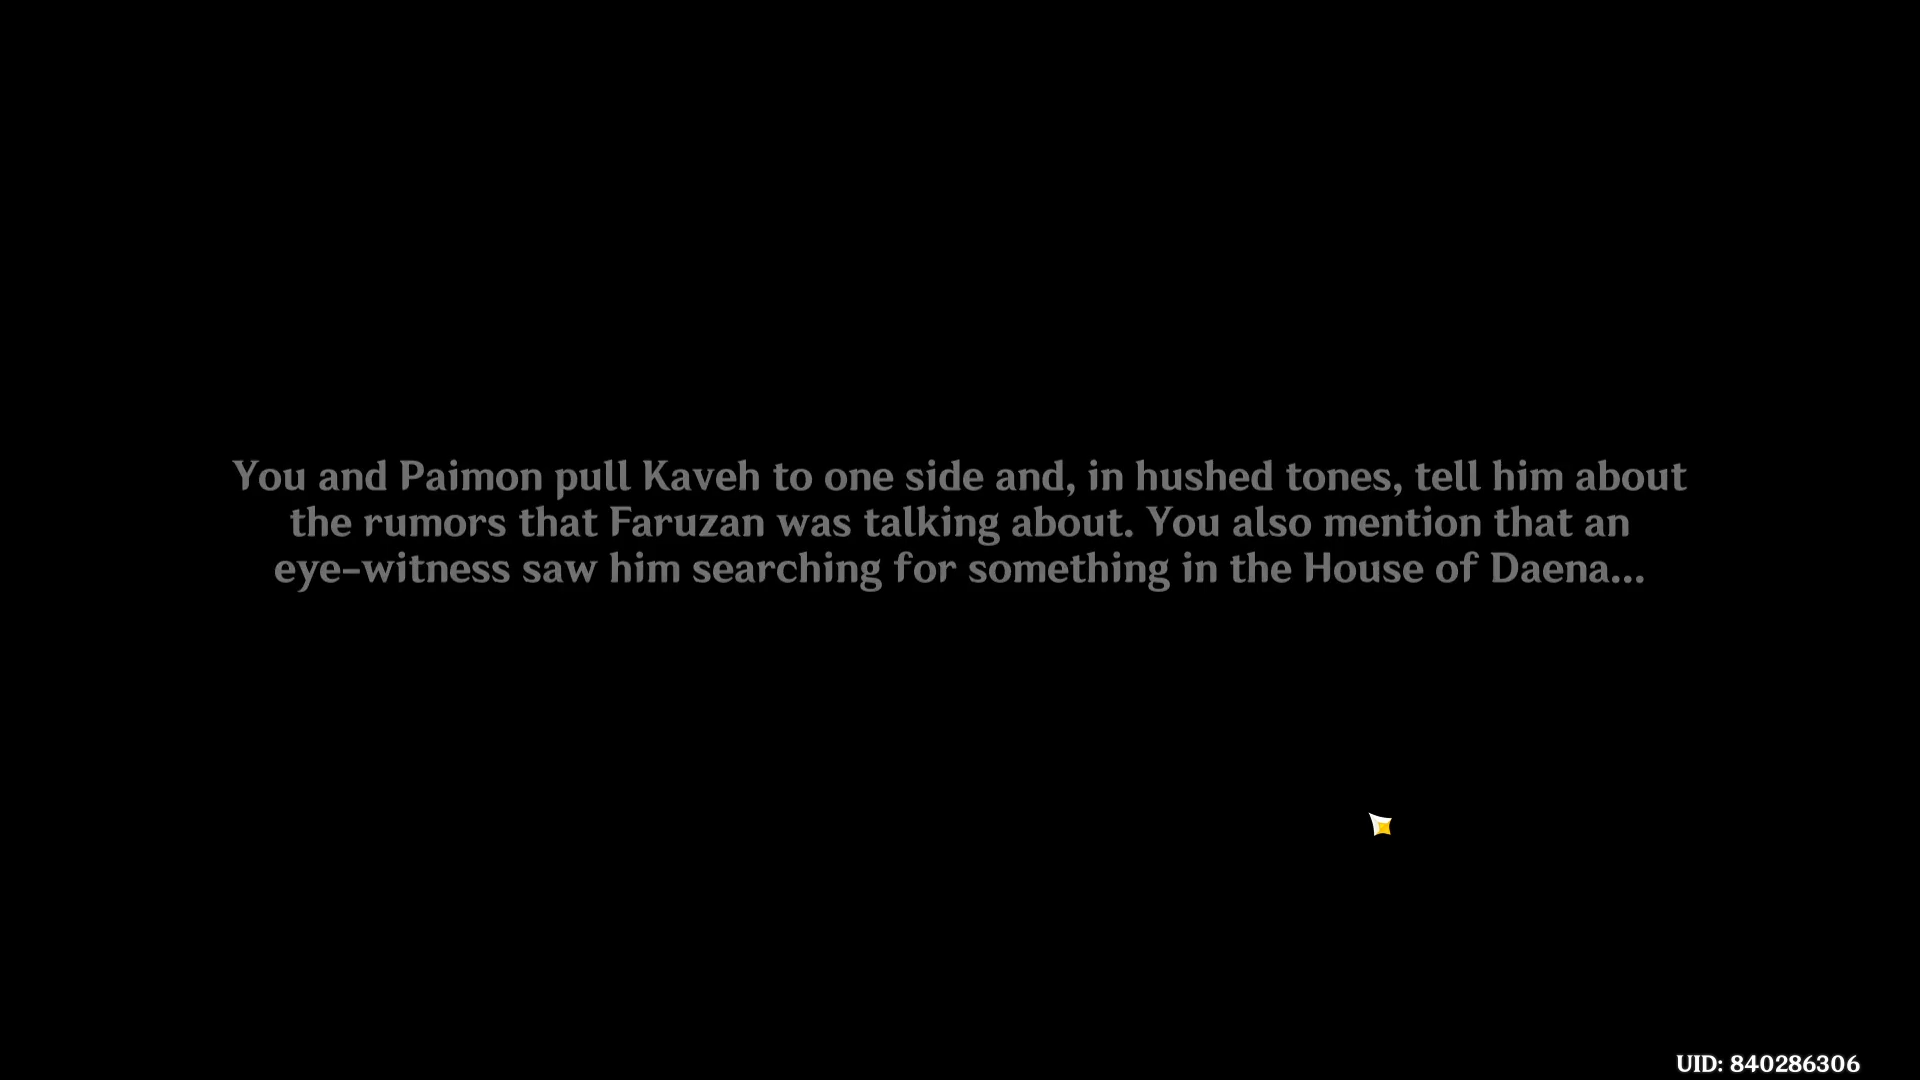 You and Paimon pull Kaveh to one side and, in hushed tones, tell him about
the rumors that Faruzan was talking about. You also mention that an
eye-witness saw him searching for something in the House of Daena...
UID: 840286306